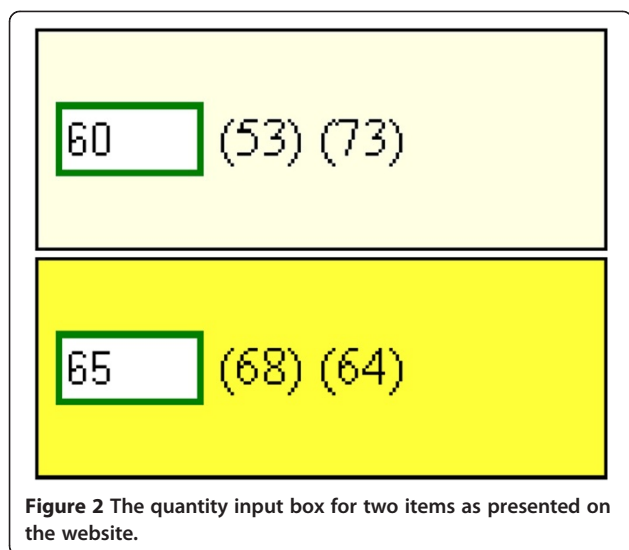 60 (53) (73)
65 (68) (64)
Figure 2 The quantity input box for two items as presented on
the website.